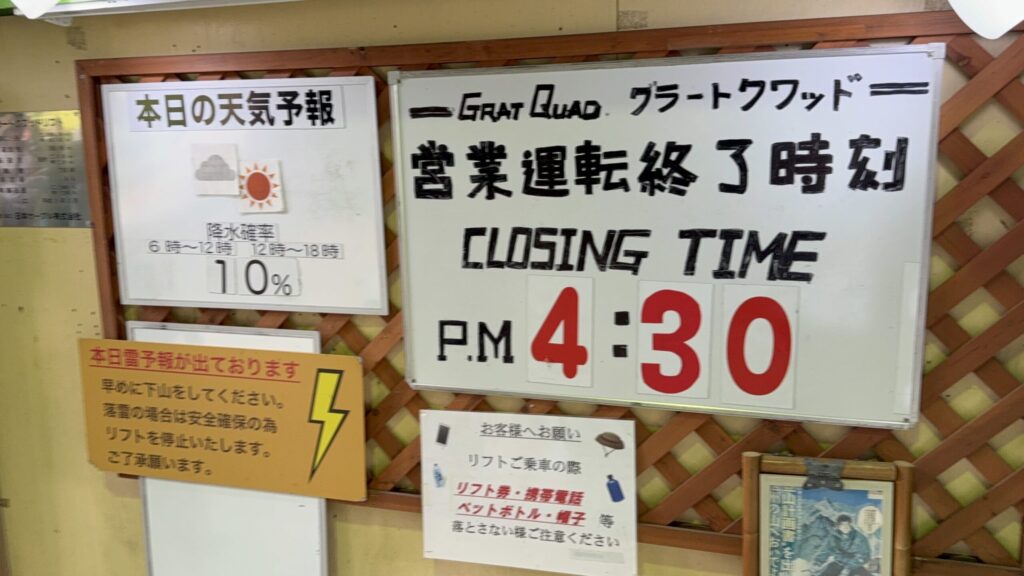 本日の天気予報
降水確率
6時～12時 12時～18時
10%
GRAT QUAD. グラートクワッド
営業運転終了時刻
CLOSING TIME
P.M 4:30
本日雷予報が出ております
早めに下山をしてください。
落雷の場合は安全確保の為
リフトを停止いたします。
ご了承願います。
お客様へお願い
リフトご乗車の際
リフト券・携帯電話
ペットボトル・帽子 等
落とさない様ご注意ください